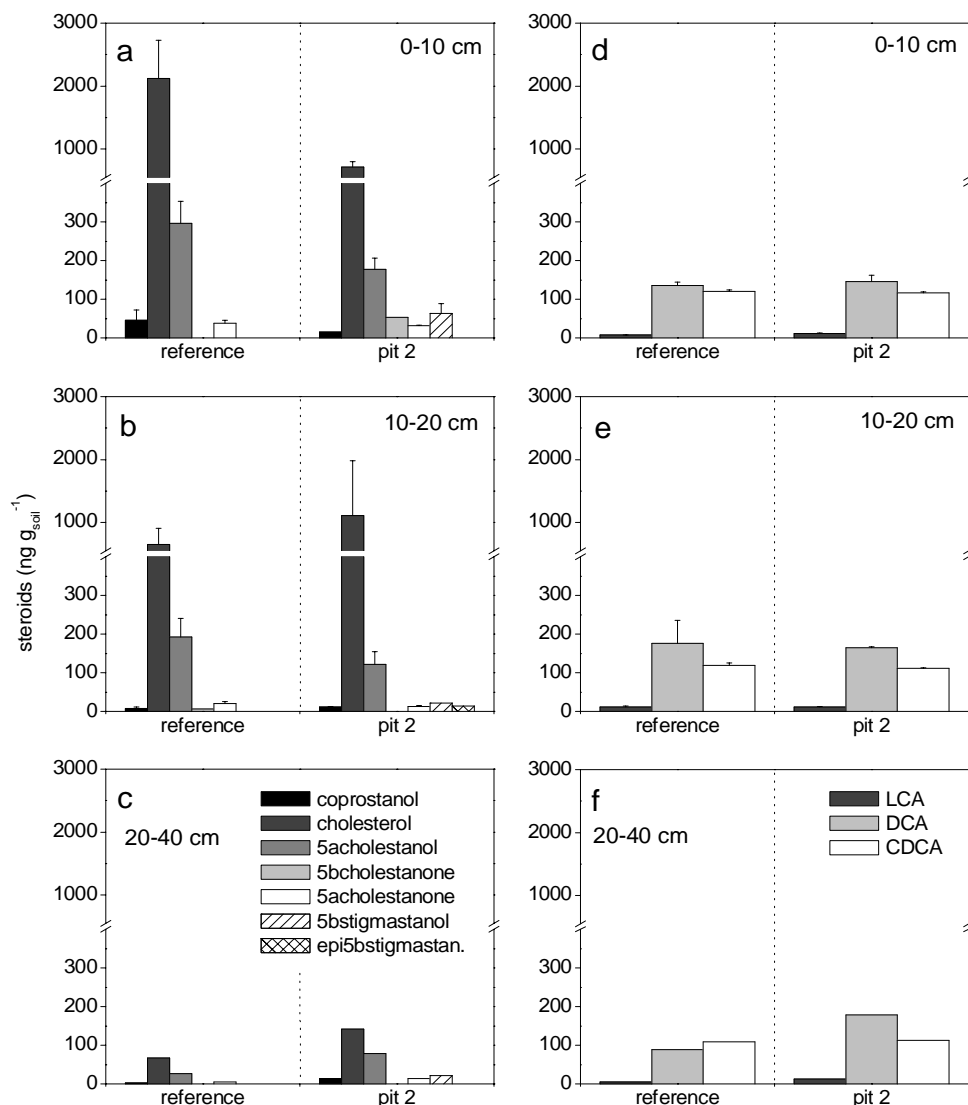 a
0-10 cm
3000
2000
1000
300
200
100
0
reference
pit 2
d
0-10 cm
reference
pit 2
b
10-20 cm
3000
2000
1000
300
200
100
0
reference
pit 2
e
10-20 cm
reference
pit 2
steroids (ng g_soil^-1)
c
20-40 cm
3000
2000
1000
300
200
100
0
coprostanol
cholesterol
5acholestanol
5bcholestanone
5acholestanone
5bstigmastanol
epi5bstigmastan.
reference
pit 2
f
20-40 cm
LCA
DCA
CDCA
reference
pit 2
3000
2000
1000
300
200
100
0
3000
2000
1000
300
200
100
0
3000
2000
1000
300
200
100
0